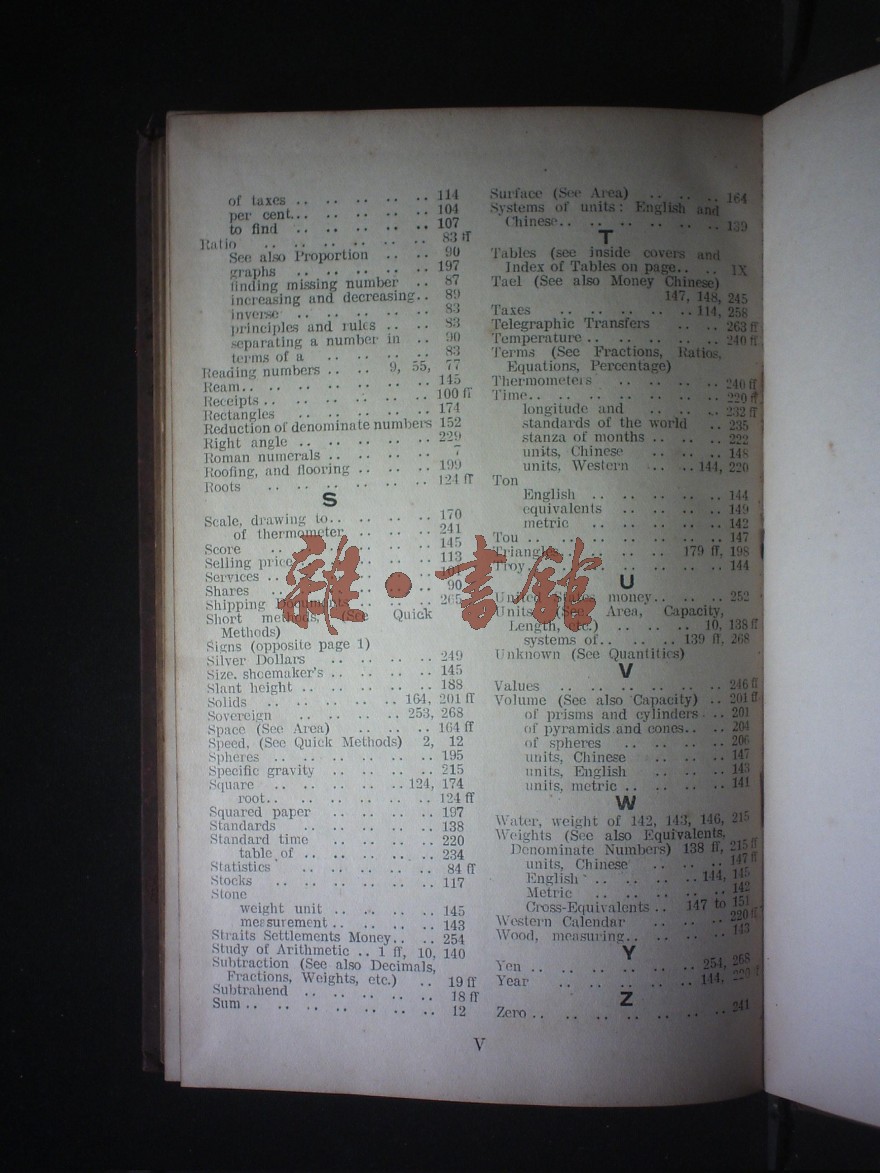 of taxes .. .. .. .. .. .. 114
per cent... .. .. .. .. .. 104
to find .. .. .. .. .. .. 107
Ratio .. .. .. .. .. .. .. 83 ff
See also Proportion .. .. .. 90
graphs .. .. .. .. .. .. 197
finding missing number .. .. 87
increasing and decreasing.. .. 89
inverse .. .. .. .. .. .. 83
principles and rules .. .. .. 83
separating a number in .. .. 90
terms of a .. .. .. .. .. 83
Reading numbers .. .. .. 9, 55, 77
Ream.. .. .. .. .. .. .. .. 145
Receipts .. .. .. .. .. .. .. 100 ff
Rectangles .. .. .. .. .. .. 174
Reduction of denominate numbers 152
Right angle .. .. .. .. .. .. 229
Roman numerals .. .. .. .. .. 7
Roofing, and flooring .. .. .. .. 199
Roots .. .. .. .. .. .. .. 124 ff
S
Scale, drawing to.. .. .. .. .. 170
of thermometer .. .. .. .. 241
Score .. .. .. .. .. .. .. 145
Selling price .. .. .. .. .. 113
Services .. .. .. .. .. .. ..
Shares .. .. .. .. .. .. .. 90
Shipping Documents .. .. .. .. 265
Short methods, (See Quick
Methods)
Signs (opposite page 1)
Silver Dollars .. .. .. .. .. 249
Size, shoemaker's .. .. .. .. .. 145
Slant height .. .. .. .. .. .. 188
Solids .. .. .. .. .. 164, 201 ff
Sovereign .. .. .. .. .. 253, 268
Space (See Area) .. .. .. .. 164 ff
Speed, (See Quick Methods) 2, 12
Spheres .. .. .. .. .. .. .. 195
Specific gravity .. .. .. .. .. 215
Square .. .. .. .. .. .. 124, 174
root.. .. .. .. .. .. .. 124 ff
Squared paper .. .. .. .. .. 197
Standards .. .. .. .. .. .. 138
Standard time .. .. .. .. .. 220
table of .. .. .. .. .. .. 234
Statistics .. .. .. .. .. .. 84 ff
Stocks .. .. .. .. .. .. .. 117
Stone
weight unit .. .. .. .. .. 145
measurement .. .. .. .. .. 143
Straits Settlements Money.. .. .. 254
Study of Arithmetic .. 1 ff, 10, 140
Subtraction (See also Decimals,
Fractions, Weights, etc.) .. 19 ff
Subtrahend .. .. .. .. .. .. 18 ff
Sum .. .. .. .. .. .. .. .. 12
Surface (See Area) .. .. .. .. 164
Systems of units: English and
Chinese.. .. .. .. .. .. .. 139
T
Tables (see inside covers and
Index of Tables on page.. .. IX
Tael (See also Money Chinese)
147, 148, 245
Taxes .. .. .. .. .. .. 114, 258
Telegraphic Transfers .. .. 263 ff
Temperature .. .. .. .. .. .. 240 ff
Terms (See Fractions, Ratios,
Equations, Percentage)
Thermometers .. .. .. .. .. 240 ff
Time.. .. .. .. .. .. .. .. 220 ff
longitude and .. .. .. .. 232 ff
standards of the world .. 235
stanza of months .. .. .. .. 222
units, Chinese .. .. .. .. 148
units, Western .. .. .. 144, 220
Ton
English .. .. .. .. .. .. 144
equivalents .. .. .. .. .. 149
metric .. .. .. .. .. .. 142
Tou .. .. .. .. .. .. .. .. 147
Triangles .. .. .. .. 179 ff, 198
Troy.. .. .. .. .. .. .. .. 144
U
United States money.. .. .. .. 252
Units (See Area, Capacity,
Length, etc.) .. .. .. .. 10, 138 ff
systems of.. .. .. .. 139 ff, 268
Unknown (See Quantities)
V
Values .. .. .. .. .. .. .. 246 ff
Volume (See also Capacity) .. 201 ff
of prisms and cylinders .. .. 201
of pyramids and cones.. .. 204
of spheres .. .. .. .. .. 206
units, Chinese .. .. .. .. 147
units, English .. .. .. .. 143
units, metric .. .. .. .. .. 141
W
Water, weight of 142, 143, 146, 215
Weights (See also Equivalents,
Denominate Numbers) 138 ff, 215 ff
units, Chinese .. .. .. .. 147 ff
English .. .. .. .. .. 144, 145
Metric .. .. .. .. .. .. 142
Cross-Equivalents .. 147 to 151
Western Calendar .. .. .. .. 220 ff
Wood, measuring.. .. .. .. .. 143
Y
Yen .. .. .. .. .. .. .. 254, 268
Year .. .. .. .. .. .. 144,
Z
Zero .. .. .. .. .. .. .. .. 241
V
雜·書館